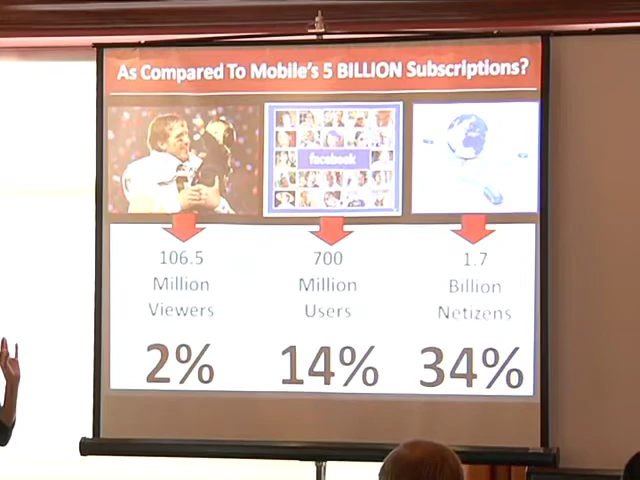 As Compared To Mobile's 5 BILLION Subscriptions?
facebook
106.5
Million
Viewers
700
Million
Users
1.7
Billion
Netizens
2%
14%
34%